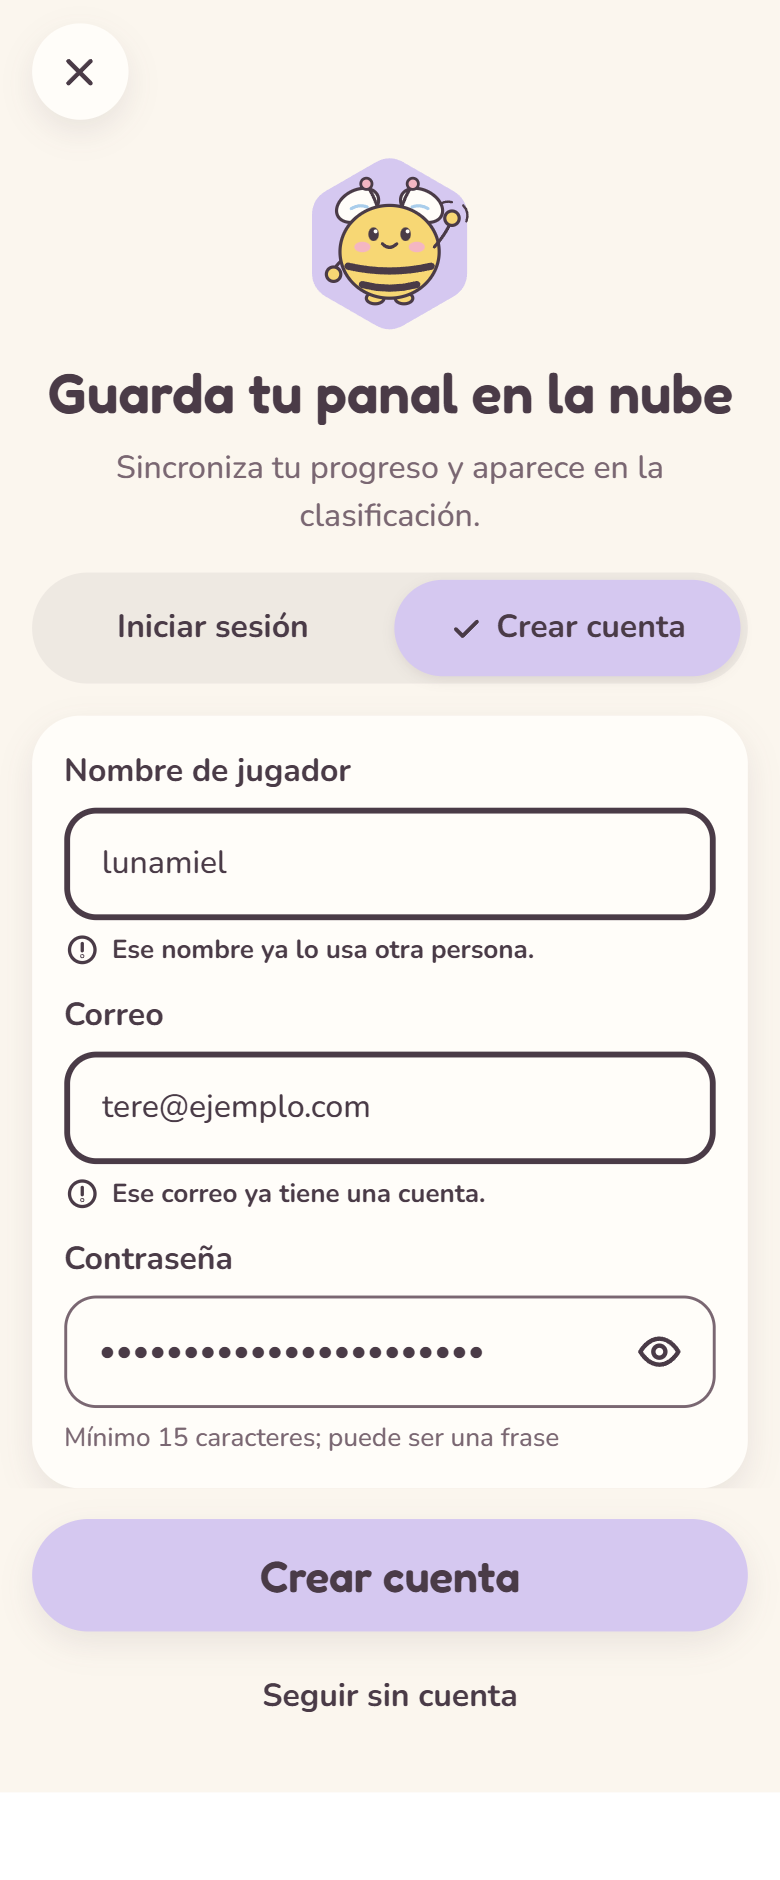 Guarda tu panal en la nube
Sincroniza tu progreso y aparece en la
clasificación.
Iniciar sesión
Crear cuenta
Nombre de jugador
lunamiel
Ese nombre ya lo usa otra persona.
Correo
tere@ejemplo.com
Ese correo ya tiene una cuenta.
Contraseña
•••••••••••••••••••••••
Mínimo 15 caracteres; puede ser una frase
Crear cuenta
Seguir sin cuenta